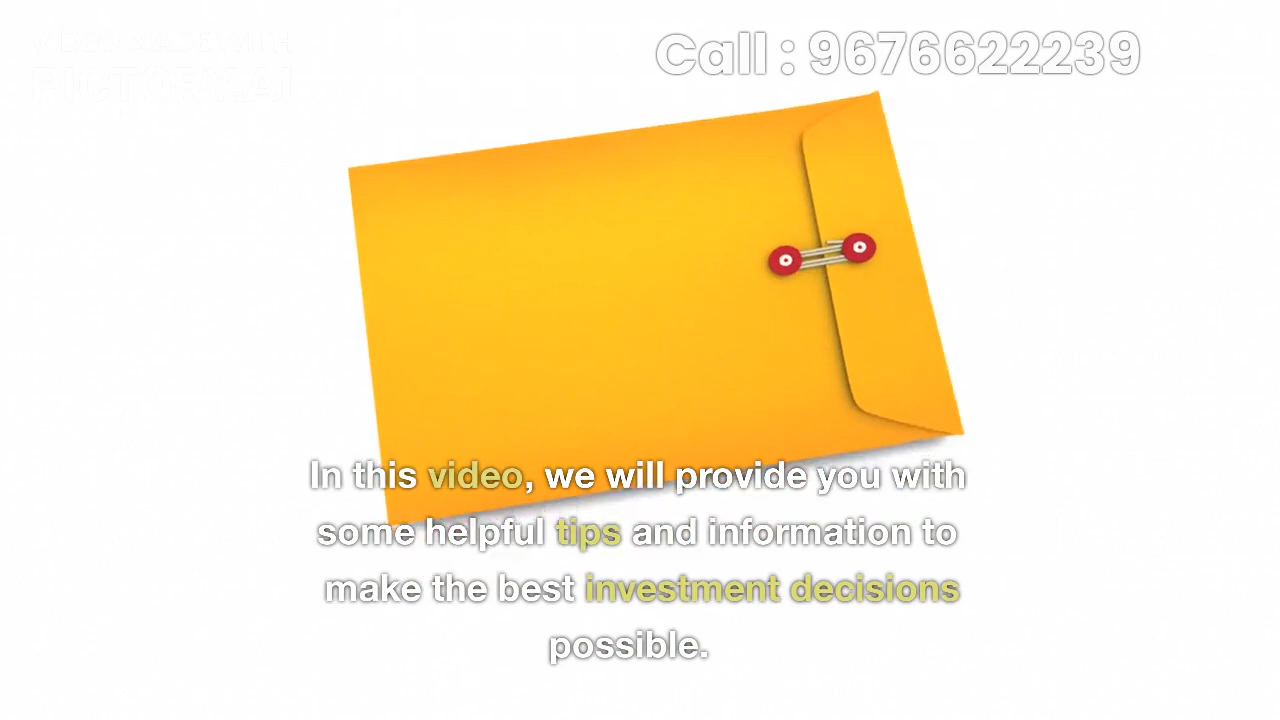 Call : 9676622239
In this video, we will provide you with
some helpful tips and information to
make the best investment decisions
possible.